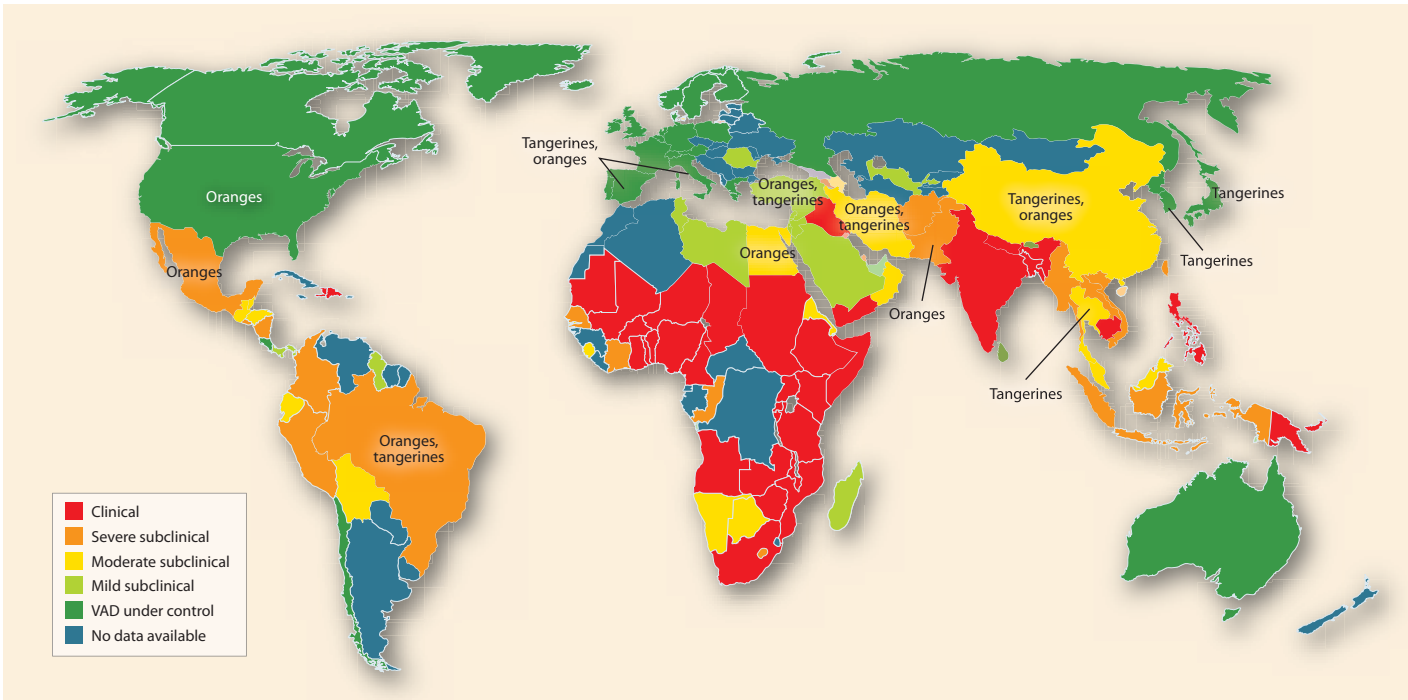 Tangerines,
oranges
Oranges
Oranges,
tangerines
Oranges,
tangerines
Tangerines,
oranges
Tangerines
Oranges
Oranges
Tangerines
Oranges
Tangerines
Oranges,
tangerines
Clinical
Severe subclinical
Moderate subclinical
Mild subclinical
VAD under control
No data available